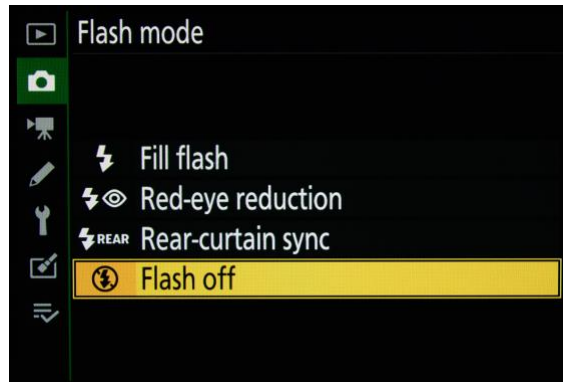 Flash mode
Fill flash
Red-eye reduction
REAR Rear-curtain sync
Flash off